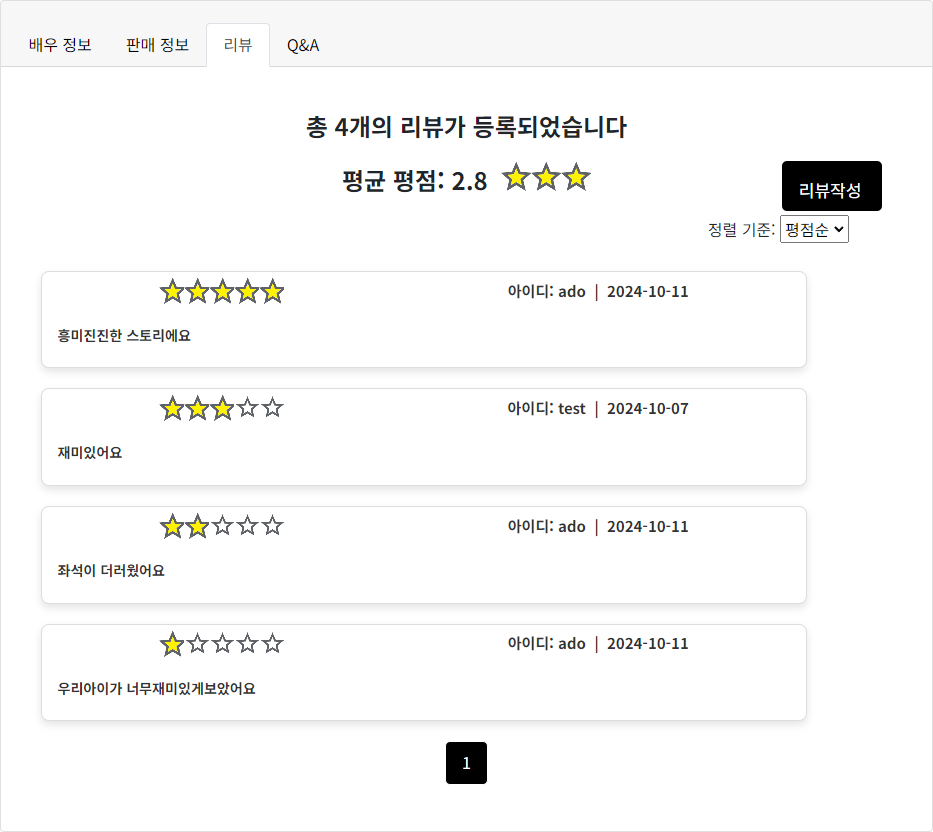 배우 정보 판매 정보 리뷰 Q&A
총 4개의 리뷰가 등록되었습니다
평균 평점: 2.8
리뷰작성
정렬 기준: 평점순
아이디: ado | 2024-10-11
흥미진진한 스토리에요
아이디: test | 2024-10-07
재미있어요
아이디: ado | 2024-10-11
좌석이 더러웠어요
아이디: ado | 2024-10-11
우리아이가 너무재미있게보았어요
1